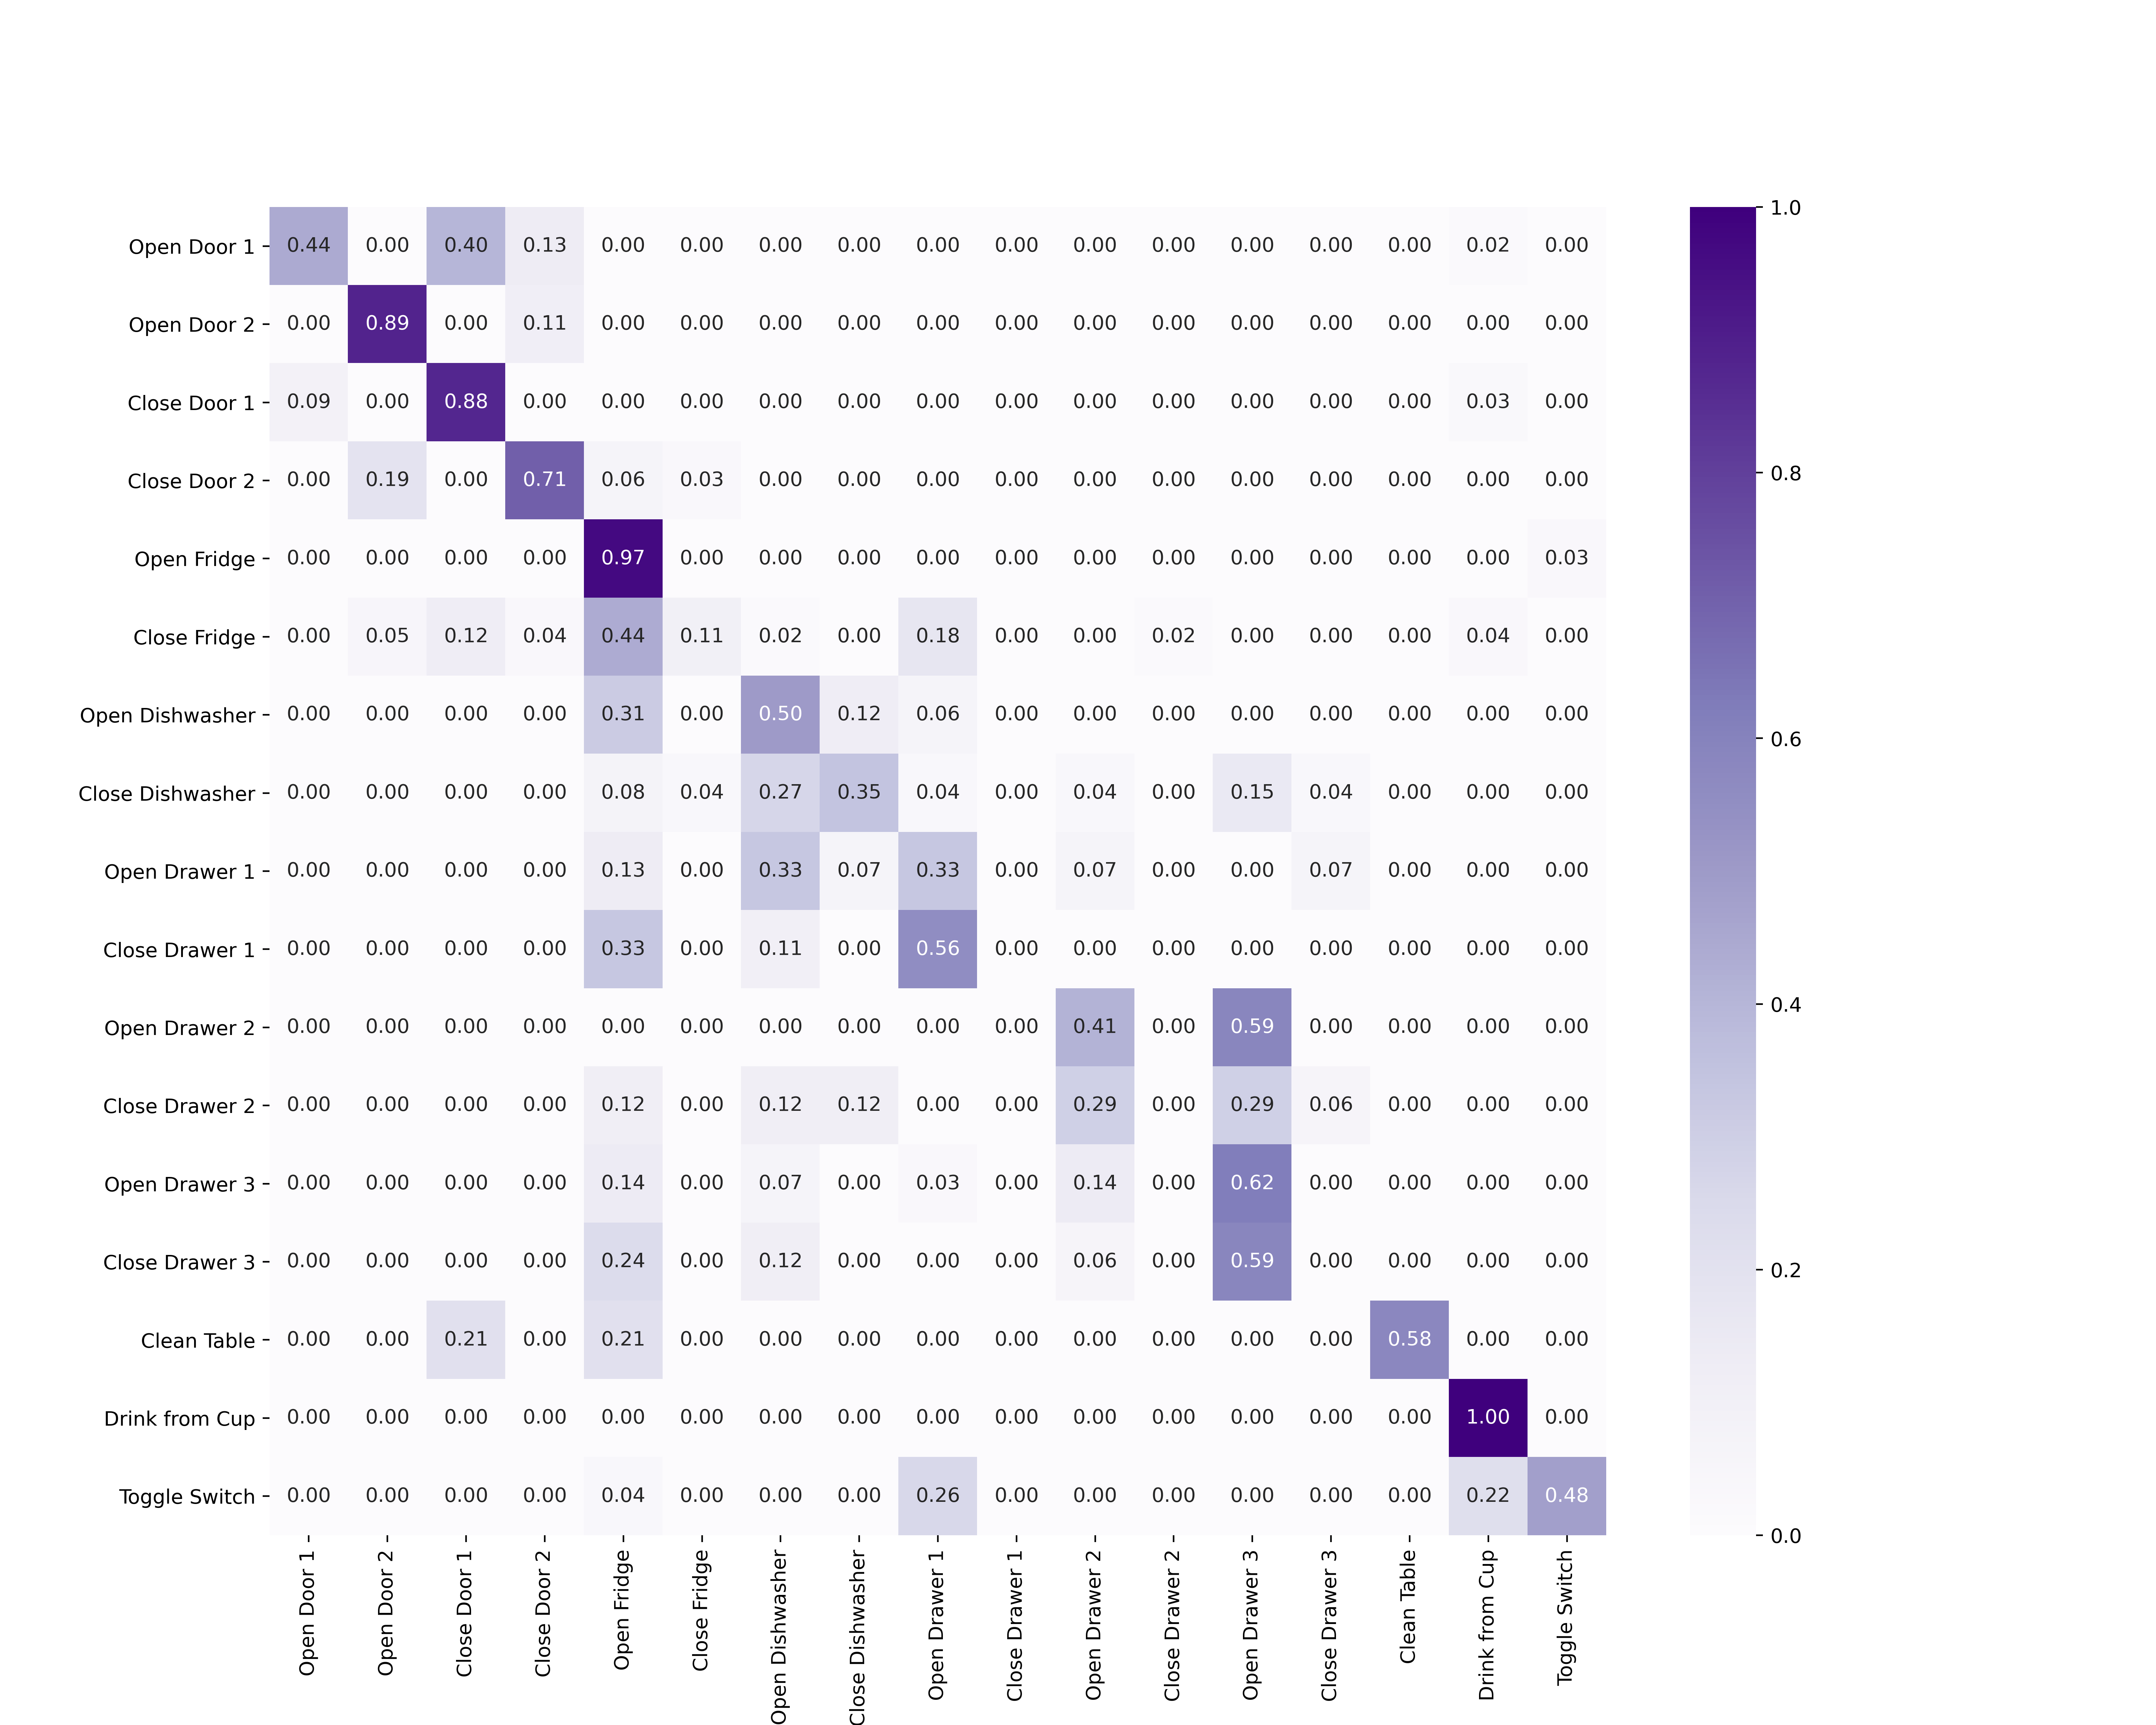 Open Door 1 0.44 0.00 0.40 0.13 0.00 0.00 0.00 0.00 0.00 0.00 0.00 0.00 0.00 0.00 0.00 0.02 0.00
Open Door 2 0.00 0.89 0.00 0.11 0.00 0.00 0.00 0.00 0.00 0.00 0.00 0.00 0.00 0.00 0.00 0.00 0.00
Close Door 1 0.09 0.00 0.88 0.00 0.00 0.00 0.00 0.00 0.00 0.00 0.00 0.00 0.00 0.00 0.00 0.03 0.00
Close Door 2 0.00 0.19 0.00 0.71 0.06 0.03 0.00 0.00 0.00 0.00 0.00 0.00 0.00 0.00 0.00 0.00 0.00
Open Fridge 0.00 0.00 0.00 0.00 0.97 0.00 0.00 0.00 0.00 0.00 0.00 0.00 0.00 0.00 0.00 0.00 0.03
Close Fridge 0.00 0.05 0.12 0.04 0.44 0.11 0.02 0.00 0.18 0.00 0.00 0.02 0.00 0.00 0.00 0.04 0.00
Open Dishwasher 0.00 0.00 0.00 0.00 0.31 0.00 0.50 0.12 0.06 0.00 0.00 0.00 0.00 0.00 0.00 0.00 0.00
Close Dishwasher 0.00 0.00 0.00 0.00 0.08 0.04 0.27 0.35 0.04 0.00 0.04 0.00 0.15 0.04 0.00 0.00 0.00
Open Drawer 1 0.00 0.00 0.00 0.00 0.13 0.00 0.33 0.07 0.33 0.00 0.07 0.00 0.00 0.07 0.00 0.00 0.00
Close Drawer 1 0.00 0.00 0.00 0.00 0.33 0.00 0.11 0.00 0.56 0.00 0.00 0.00 0.00 0.00 0.00 0.00 0.00
Open Drawer 2 0.00 0.00 0.00 0.00 0.00 0.00 0.00 0.00 0.00 0.00 0.41 0.00 0.59 0.00 0.00 0.00 0.00
Close Drawer 2 0.00 0.00 0.00 0.00 0.12 0.00 0.12 0.12 0.00 0.00 0.29 0.00 0.29 0.06 0.00 0.00 0.00
Open Drawer 3 0.00 0.00 0.00 0.00 0.14 0.00 0.07 0.00 0.03 0.00 0.14 0.00 0.62 0.00 0.00 0.00 0.00
Close Drawer 3 0.00 0.00 0.00 0.00 0.24 0.00 0.12 0.00 0.00 0.00 0.06 0.00 0.59 0.00 0.00 0.00 0.00
Clean Table 0.00 0.00 0.21 0.00 0.21 0.00 0.00 0.00 0.00 0.00 0.00 0.00 0.00 0.00 0.58 0.00 0.00
Drink from Cup 0.00 0.00 0.00 0.00 0.00 0.00 0.00 0.00 0.00 0.00 0.00 0.00 0.00 0.00 0.00 1.00 0.00
Toggle Switch 0.00 0.00 0.00 0.00 0.04 0.00 0.00 0.00 0.26 0.00 0.00 0.00 0.00 0.00 0.00 0.22 0.48
Open Door 1
Open Door 2
Close Door 1
Close Door 2
Open Fridge
Close Fridge
Open Dishwasher
Close Dishwasher
Open Drawer 1
Close Drawer 1
Open Drawer 2
Close Drawer 2
Open Drawer 3
Close Drawer 3
Clean Table
Drink from Cup
Toggle Switch
1.0
0.8
0.6
0.4
0.2
0.0